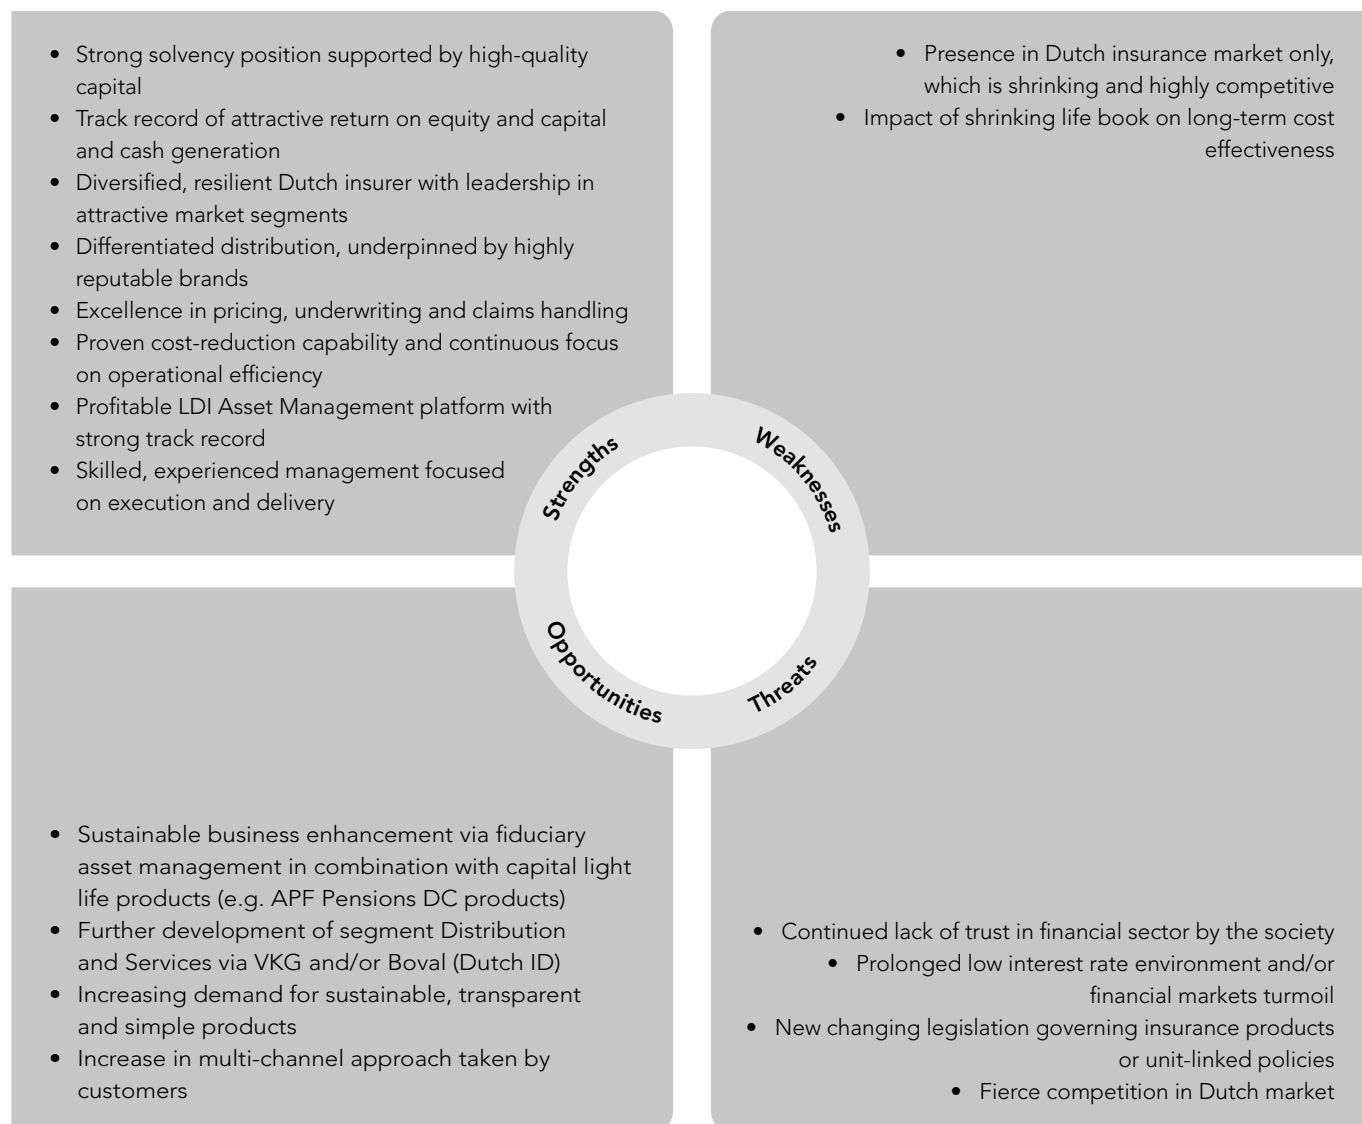 • Strong solvency position supported by high-quality
capital
• Track record of attractive return on equity and capital
and cash generation
• Diversified, resilient Dutch insurer with leadership in
attractive market segments
• Differentiated distribution, underpinned by highly
reputable brands
• Excellence in pricing, underwriting and claims handling
• Proven cost-reduction capability and continuous focus
on operational efficiency
• Profitable LDI Asset Management platform with
strong track record
• Skilled, experienced management focused
on execution and delivery
• Presence in Dutch insurance market only,
which is shrinking and highly competitive
• Impact of shrinking life book on long-term cost
effectiveness
Strengths
Weaknesses
Opportunities
Threats
• Sustainable business enhancement via fiduciary
asset management in combination with capital light
life products (e.g. APF Pensions DC products)
• Further development of segment Distribution
and Services via VKG and/or Boval (Dutch ID)
• Increasing demand for sustainable, transparent
and simple products
• Increase in multi-channel approach taken by
customers
• Continued lack of trust in financial sector by the society
• Prolonged low interest rate environment and/or
financial markets turmoil
• New changing legislation governing insurance products
or unit-linked policies
• Fierce competition in Dutch market